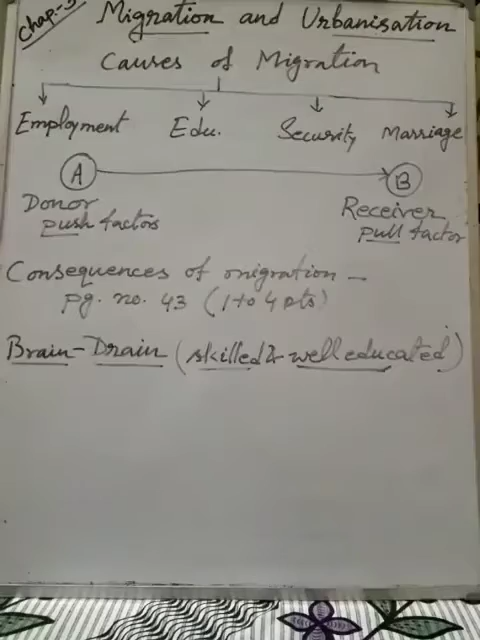 Chap.-3
Migration and Urbanisation
Causes of Migration
Employment Edu. Security Marriage
A B
Donor Receiver
push factors pull factor
Consequences of migration –
pg. no. 43 (1 to 4 pts)
Brain-Drain (skilled & well educated)